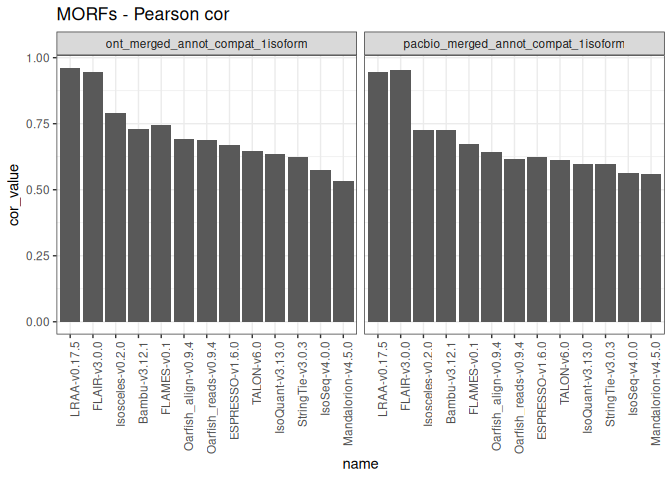 MORFs - Pearson cor
ont_merged_annot_compat_1isoform
pacbio_merged_annot_compat_1isoform
cor_value
1.00
0.75
0.50
0.25
0.00
LRAA-v0.17.5
FLAIR-v3.0.0
Isosceles-v0.2.0
Bambu-v3.12.1
FLAMES-v0.1
Oarfish_align-v0.9.4
Oarfish_reads-v0.9.4
ESPRESSO-v1.6.0
TALON-v6.0
IsoQuant-v3.13.0
StringTie-v3.0.3
IsoSeq-v4.0.0
Mandalorion-v4.5.0
LRAA-v0.17.5
FLAIR-v3.0.0
Isosceles-v0.2.0
Bambu-v3.12.1
FLAMES-v0.1
Oarfish_align-v0.9.4
Oarfish_reads-v0.9.4
ESPRESSO-v1.6.0
TALON-v6.0
IsoQuant-v3.13.0
StringTie-v3.0.3
IsoSeq-v4.0.0
Mandalorion-v4.5.0
name